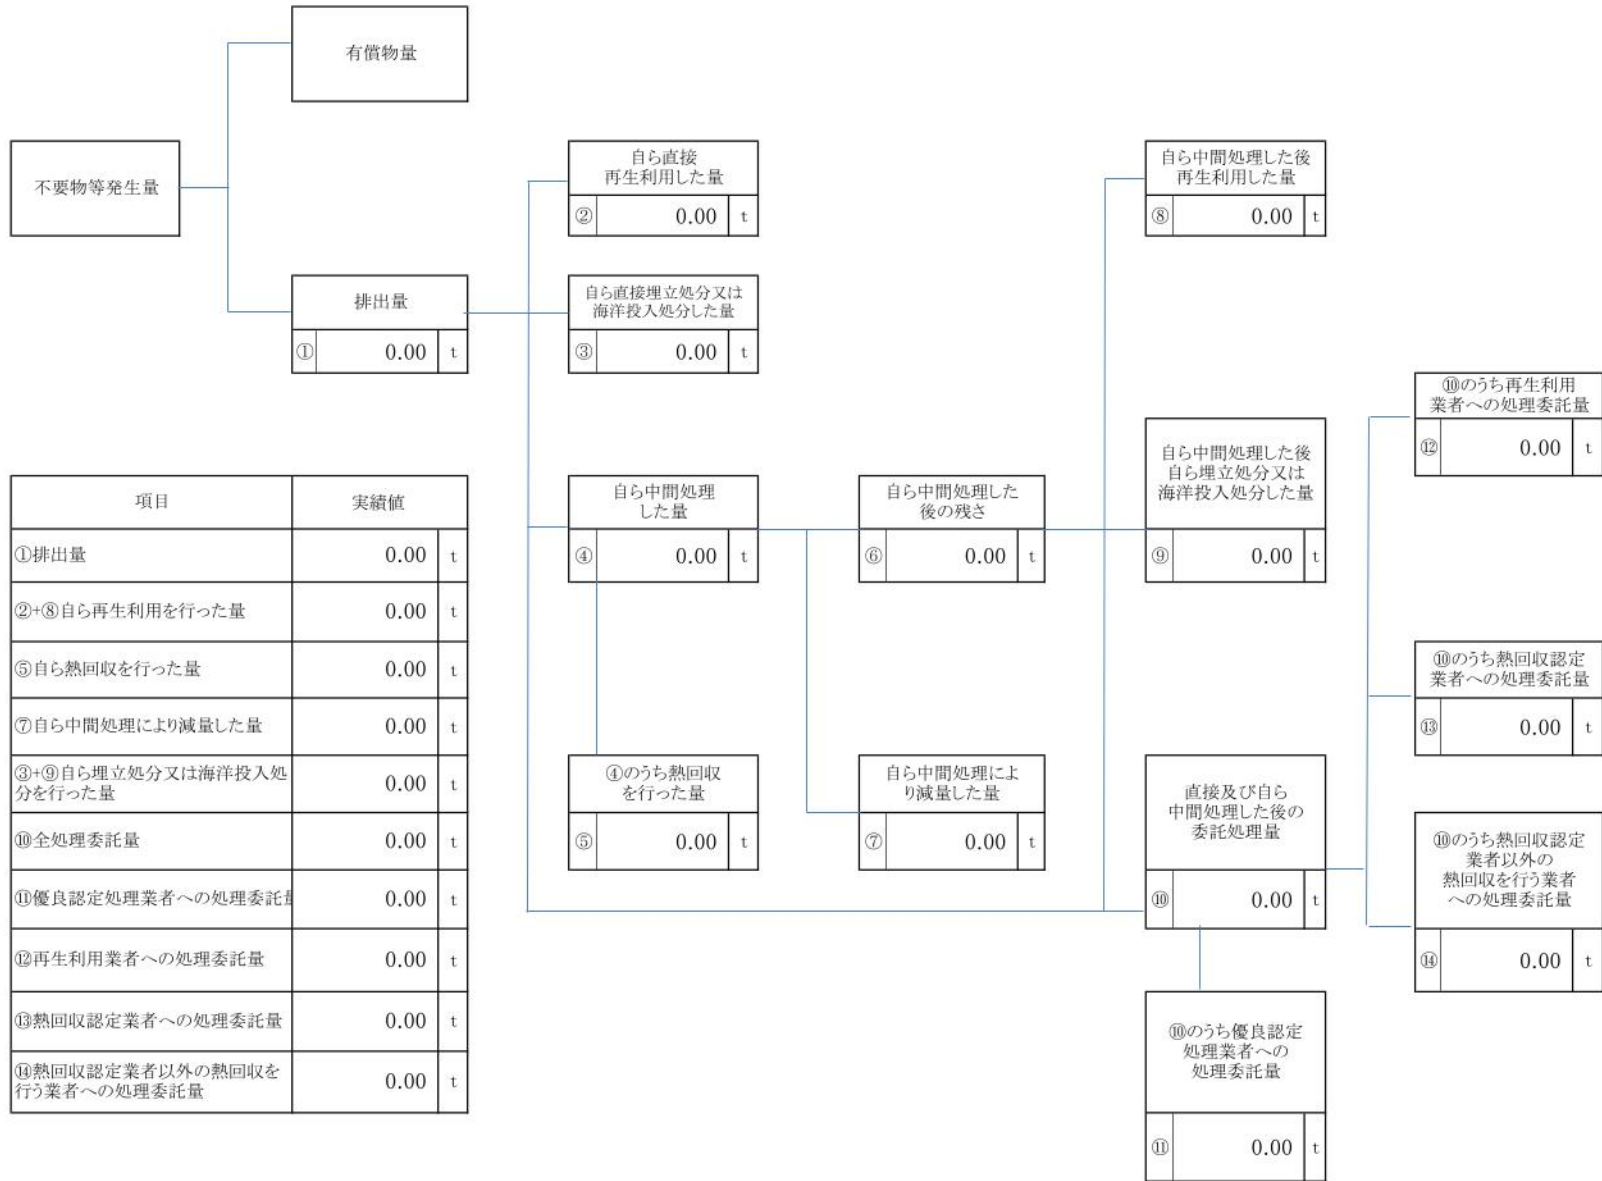 有償物量
不要物等発生量
自ら直接
再生利用した量
② 0.00 t
自ら中間処理した後
再生利用した量
⑧ 0.00 t
排出量
① 0.00 t
自ら直接埋立処分又は
海洋投入処分した量
③ 0.00 t
⑩のうち再生利用
業者への処理委託量
⑫ 0.00 t
自ら中間処理した後
自ら埋立処分又は
海洋投入処分した量
⑨ 0.00 t
自ら中間処理
した量
④ 0.00 t
自ら中間処理した
後の残さ
⑥ 0.00 t
項目 実績値
①排出量 0.00 t
②+⑧自ら再生利用を行った量 0.00 t
⑤自ら熱回収を行った量 0.00 t
⑦自ら中間処理により減量した量 0.00 t
③+⑨自ら埋立処分又は海洋投入処
分を行った量 0.00 t
⑩全処理委託量 0.00 t
⑪優良認定処理業者への処理委託量 0.00 t
⑫再生利用業者への処理委託量 0.00 t
⑬熱回収認定業者への処理委託量 0.00 t
⑭熱回収認定業者以外の熱回収を
行う業者への処理委託量 0.00 t
⑩のうち熱回収認定
業者への処理委託量
⑬ 0.00 t
④のうち熱回収
を行った量
⑤ 0.00 t
自ら中間処理によ
り減量した量
⑦ 0.00 t
直接及び自ら
中間処理した後の
委託処理量
⑩ 0.00 t
⑩のうち熱回収認定
業者以外の
熱回収を行う業者
への処理委託量
⑭ 0.00 t
⑩のうち優良認定
処理業者への
処理委託量
⑪ 0.00 t